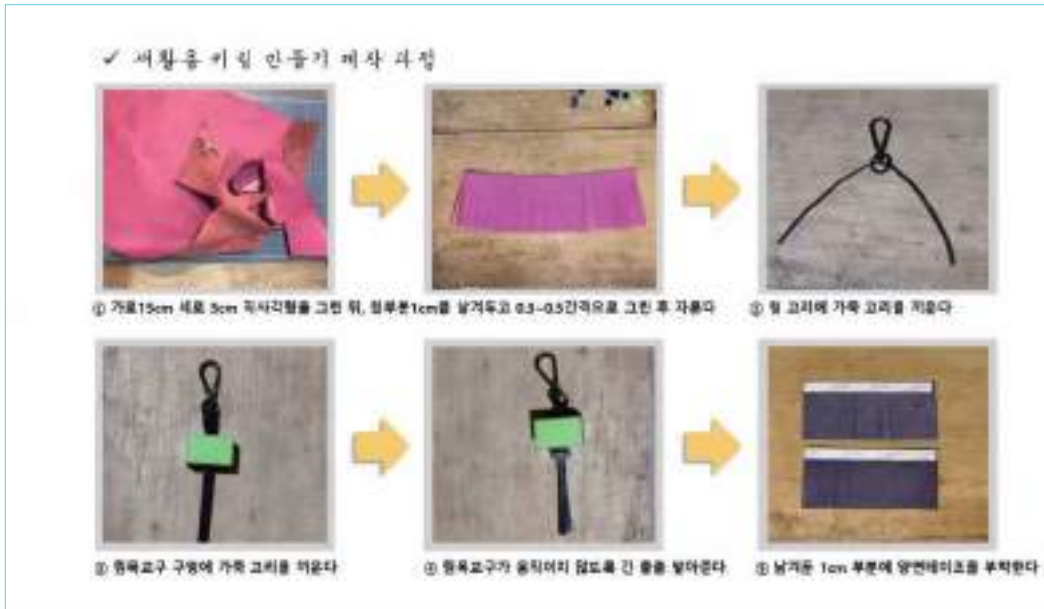 ✓ 새활용 키링 만들기 제작 과정
① 가로15cm 세로 5cm 직사각형을 그린 뒤, 윗부분1cm를 남겨두고 0.3~0.5간격으로 그린 후 자른다
② 링 고리에 가죽 고리를 끼운다
③ 원목교구 구멍에 가죽 고리를 끼운다
④ 원목교구가 움직이지 않도록 긴 줄을 말아준다
⑤ 남겨둔 1cm 부분에 양면테이프를 부착한다